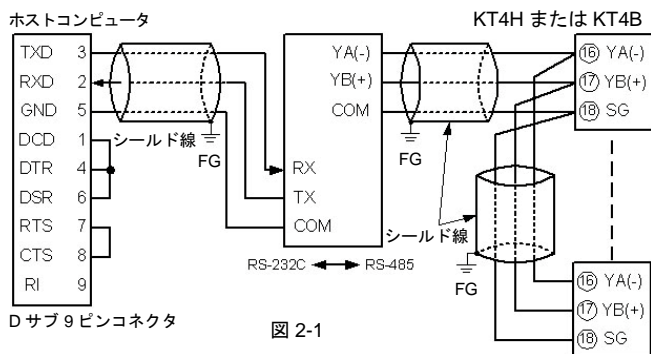 ホストコンピュータ
KT4H または KT4B
TXD 3
RXD 2
GND 5
DCD 1
DTR 4
DSR 6
RTS 7
CTS 8
RI 9
Dサブ9ピンコネクタ
シールド線
FG
YA(-)
YB(+)
COM
RX
TX
COM
RS-232C
RS-485
FG
シールド線
FG
⑯ YA(-)
⑰ YB(+)
⑱ SG
⑯ YA(-)
⑰ YB(+)
⑱ SG
図 2-1